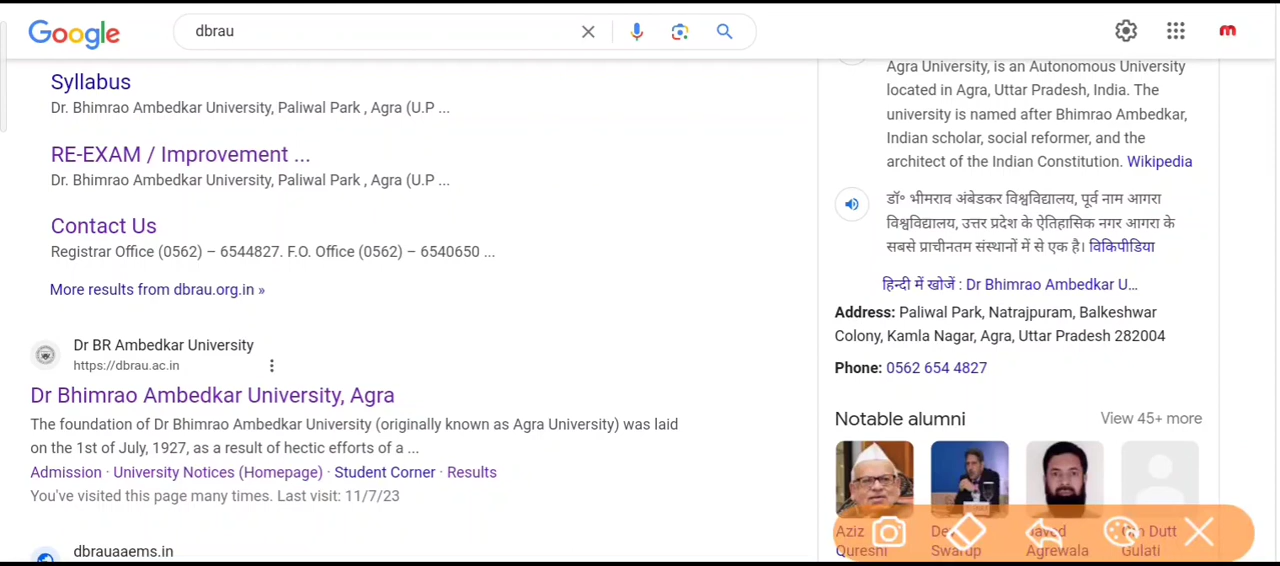 Google
dbrau
Syllabus
Dr. Bhimrao Ambedkar University, Paliwal Park , Agra (U.P ...
RE-EXAM / Improvement ...
Dr. Bhimrao Ambedkar University, Paliwal Park , Agra (U.P ...
Contact Us
Registrar Office (0562) – 6544827. F.O. Office (0562) – 6540650 ...
More results from dbrau.org.in »
Dr BR Ambedkar University
https://dbrau.ac.in
Dr Bhimrao Ambedkar University, Agra
The foundation of Dr Bhimrao Ambedkar University (originally known as Agra University) was laid
on the 1st of July, 1927, as a result of hectic efforts of a ...
Admission · University Notices (Homepage) · Student Corner · Results
You've visited this page many times. Last visit: 11/7/23
dbrauaaems.in
Agra University, is an Autonomous University
located in Agra, Uttar Pradesh, India. The
university is named after Bhimrao Ambedkar,
Indian scholar, social reformer, and the
architect of the Indian Constitution. Wikipedia
डॉ॰ भीमराव अंबेडकर विश्वविद्यालय, पूर्व नाम आगरा
विश्वविद्यालय, उत्तर प्रदेश के ऐतिहासिक नगर आगरा के
सबसे प्राचीनतम संस्थानों में से एक है। विकिपीडिया
हिन्दी में खोजें : Dr Bhimrao Ambedkar U...
Address: Paliwal Park, Natrajpuram, Balkeshwar
Colony, Kamla Nagar, Agra, Uttar Pradesh 282004
Phone: 0562 654 4827
Notable alumni
View 45+ more
Aziz
Qureshi
Swarup
Agrewala
Dutt
Gulati